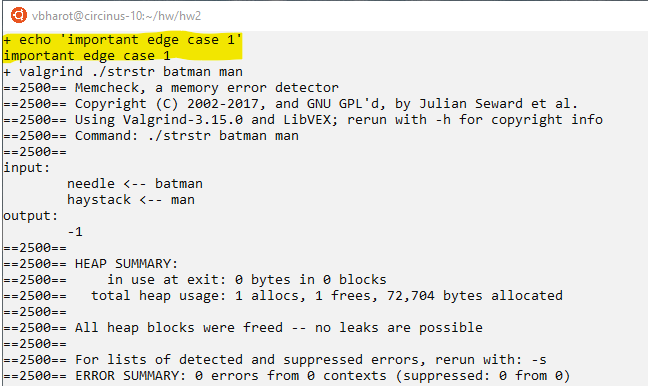 vbharot@circinus-10:~/hw/hw2
+ echo 'important edge case 1'
important edge case 1
+ valgrind ./strstr batman man
==2500== Memcheck, a memory error detector
==2500== Copyright (C) 2002-2017, and GNU GPL'd, by Julian Seward et al.
==2500== Using Valgrind-3.15.0 and LibVEX; rerun with -h for copyright info
==2500== Command: ./strstr batman man
==2500==
input:
        needle <-- batman
        haystack <-- man
output:
        -1
==2500==
==2500== HEAP SUMMARY:
==2500==     in use at exit: 0 bytes in 0 blocks
==2500==   total heap usage: 1 allocs, 1 frees, 72,704 bytes allocated
==2500==
==2500== All heap blocks were freed -- no leaks are possible
==2500==
==2500== For lists of detected and suppressed errors, rerun with: -s
==2500== ERROR SUMMARY: 0 errors from 0 contexts (suppressed: 0 from 0)